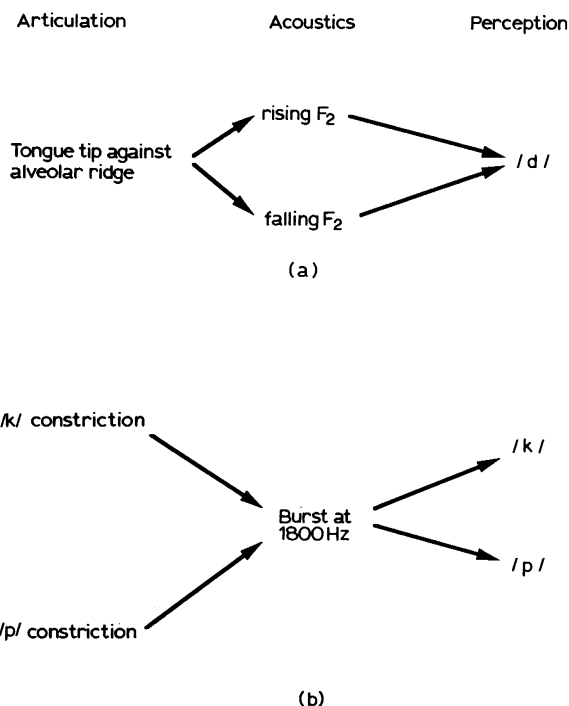 Articulation Acoustics Perception
rising F₂
Tongue tip against
alveolar ridge
/d/
falling F₂
(a)
/k/ constriction
/k/
Burst at
1800Hz
/p/
/p/ constriction
(b)